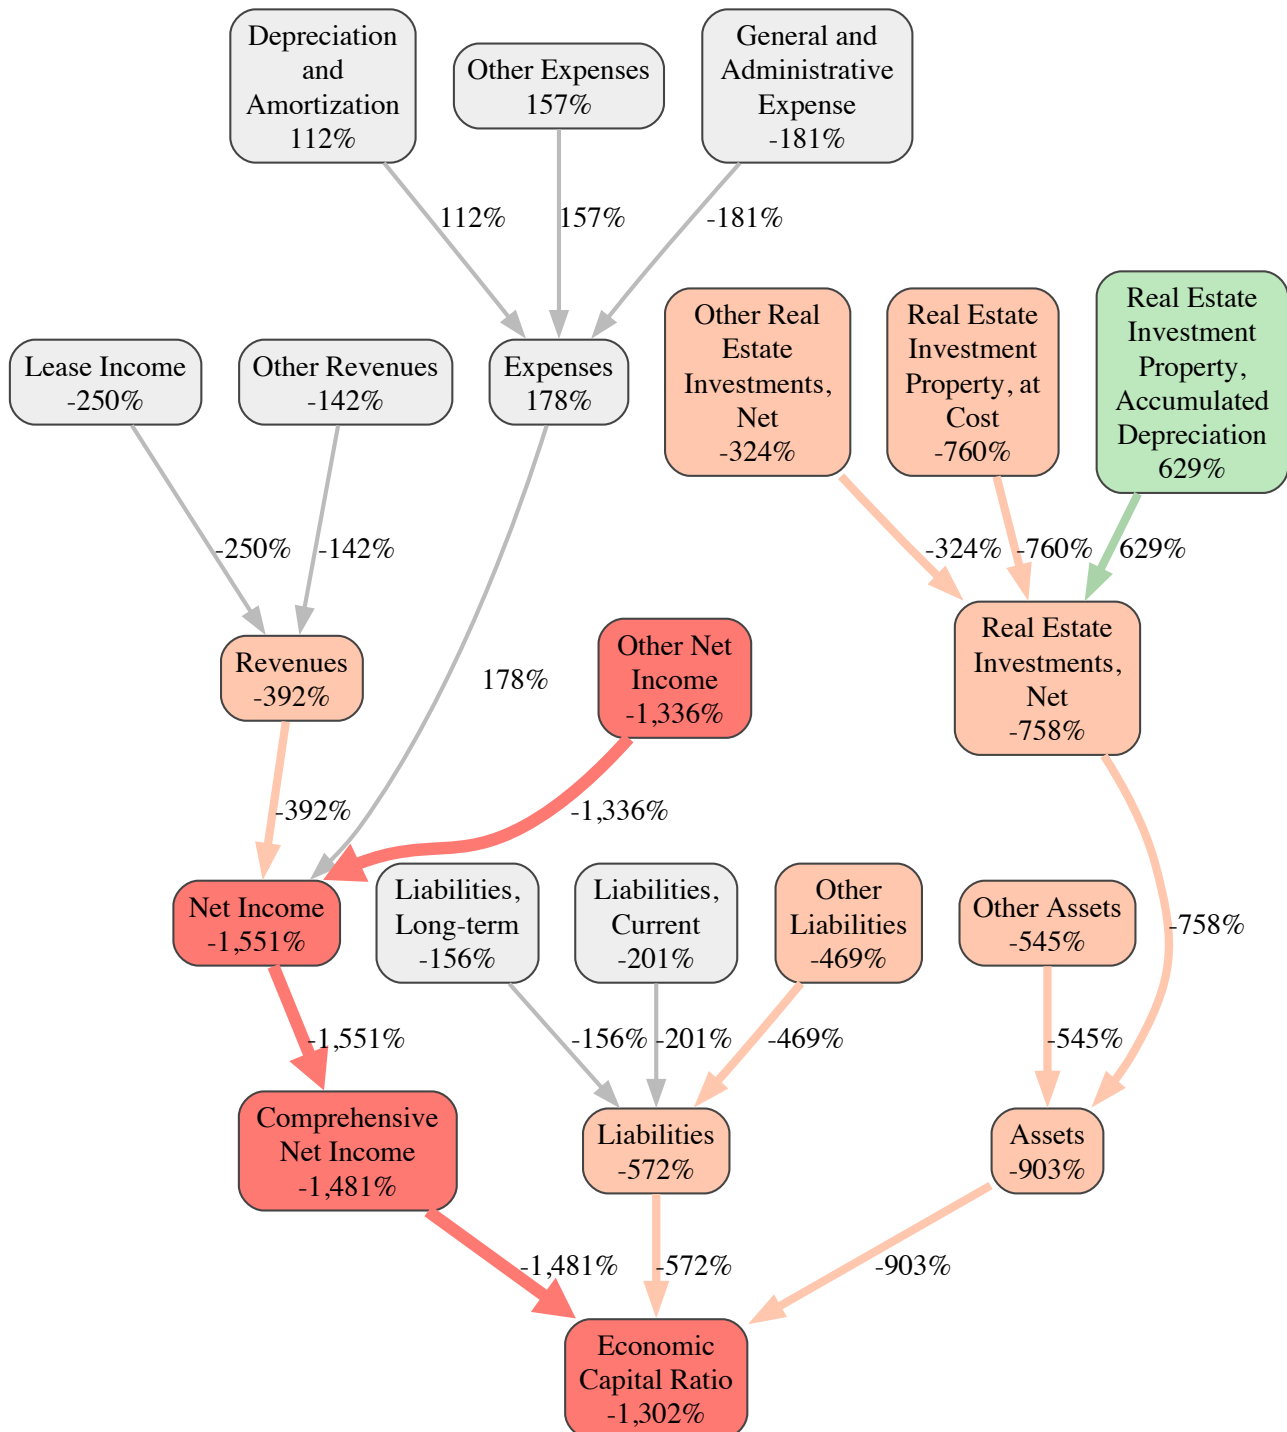 Depreciation
and
Amortization
112%
Other Expenses
157%
General and
Administrative
Expense
-181%
112%
157%
-181%
Lease Income
-250%
Other Revenues
-142%
Expenses
178%
Other Real
Estate
Investments,
Net
-324%
Real Estate
Investment
Property, at
Cost
-760%
Real Estate
Investment
Property,
Accumulated
Depreciation
629%
-250%
-142%
-324%
-760%
629%
Revenues
-392%
178%
Other Net
Income
-1,336%
Real Estate
Investments,
Net
-758%
-392%
-1,336%
Net Income
-1,551%
Liabilities,
Long-term
-156%
Liabilities,
Current
-201%
Other
Liabilities
-469%
Other Assets
-545%
-758%
-1,551%
-156%
-201%
-469%
-545%
Comprehensive
Net Income
-1,481%
Liabilities
-572%
Assets
-903%
-1,481%
-572%
-903%
Economic
Capital Ratio
-1,302%